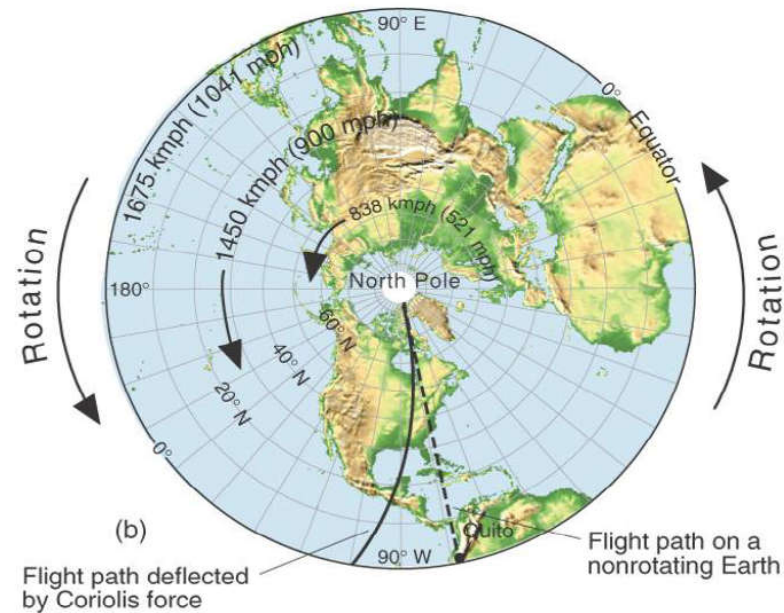 90° E
0°
Equator
1675 kmph (1041 mph)
1450 kmph (900 mph)
838 kmph (521 mph)
Rotation
Rotation
North Pole
180°
60° N
40° N
20° N
0°
(b)
Quito
90° W
Flight path deflected
by Coriolis force
Flight path on a
nonrotating Earth